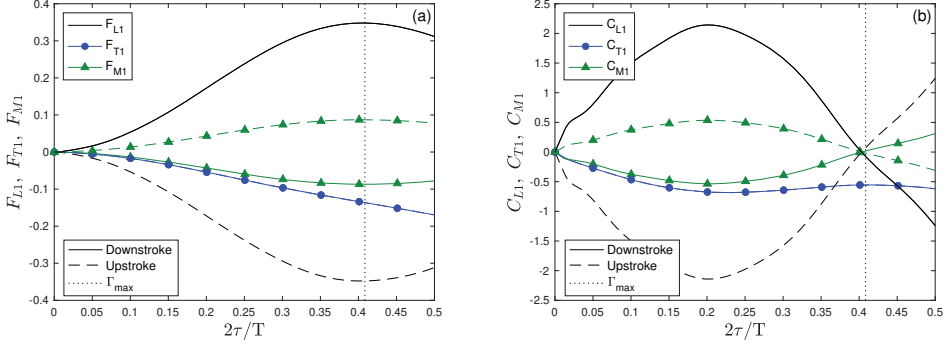 (a)
F_L1
F_T1
F_M1
0.4
0.3
0.2
0.1
0
-0.1
-0.2
-0.3
-0.4
F_L1, F_T1, F_M1
Downstroke
Upstroke
Γ_max
0 0.05 0.1 0.15 0.2 0.25 0.3 0.35 0.4 0.45 0.5
2τ/T
(b)
C_L1
C_T1
C_M1
2.5
2
1.5
1
0.5
0
-0.5
-1
-1.5
-2
-2.5
C_L1, C_T1, C_M1
Downstroke
Upstroke
Γ_max
0 0.05 0.1 0.15 0.2 0.25 0.3 0.35 0.4 0.45 0.5
2τ/T